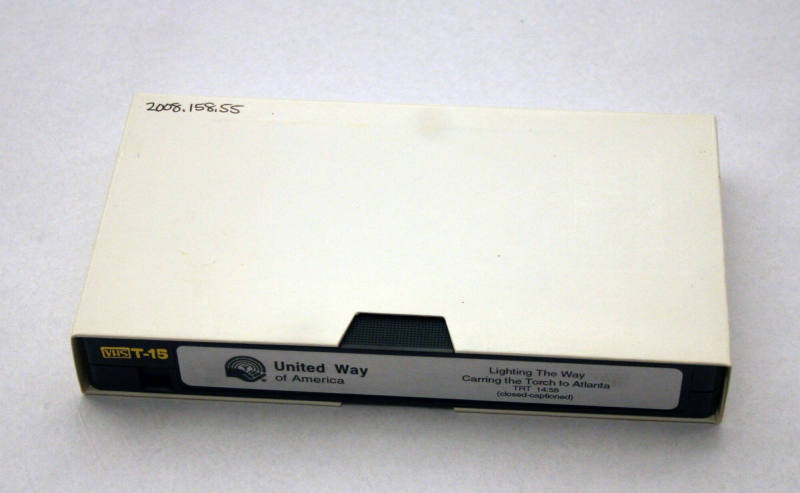 2008.158.55
VHS T-15
United Way
of America
Lighting The Way
Carring the Torch to Atlanta
TRT 14:58
(closed-captioned)